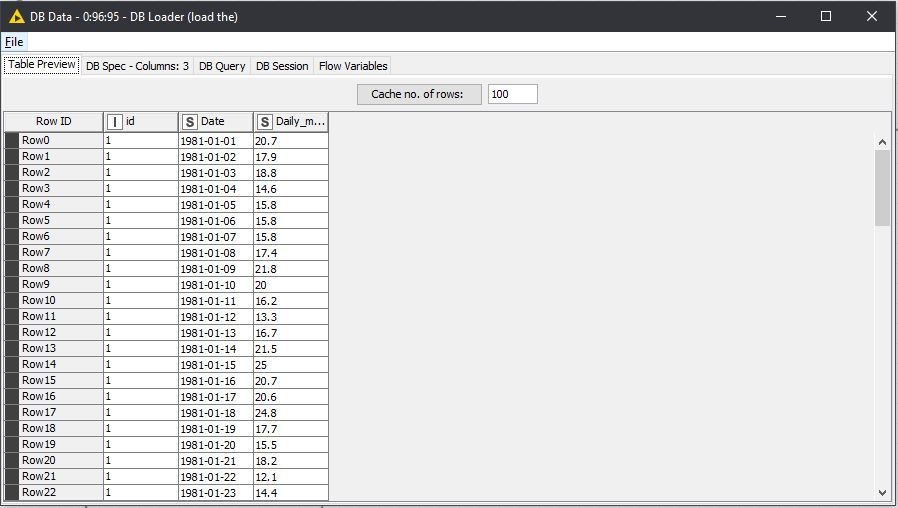 DB Data - 0:96:95 - DB Loader (load the)
File
Table Preview DB Spec - Columns: 3 DB Query DB Session Flow Variables
Cache no. of rows: 100
Row ID I id S Date S Daily_m...
Row0 1 1981-01-01 20.7
Row1 1 1981-01-02 17.9
Row2 1 1981-01-03 18.8
Row3 1 1981-01-04 14.6
Row4 1 1981-01-05 15.8
Row5 1 1981-01-06 15.8
Row6 1 1981-01-07 15.8
Row7 1 1981-01-08 17.4
Row8 1 1981-01-09 21.8
Row9 1 1981-01-10 20
Row10 1 1981-01-11 16.2
Row11 1 1981-01-12 13.3
Row12 1 1981-01-13 16.7
Row13 1 1981-01-14 21.5
Row14 1 1981-01-15 25
Row15 1 1981-01-16 20.7
Row16 1 1981-01-17 20.6
Row17 1 1981-01-18 24.8
Row18 1 1981-01-19 17.7
Row19 1 1981-01-20 15.5
Row20 1 1981-01-21 18.2
Row21 1 1981-01-22 12.1
Row22 1 1981-01-23 14.4